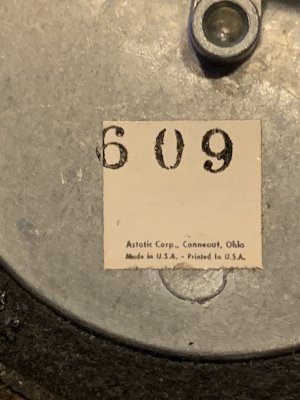 609
Astatic Corp., Conneaut, Ohio
Made in U.S.A. - Printed in U.S.A.